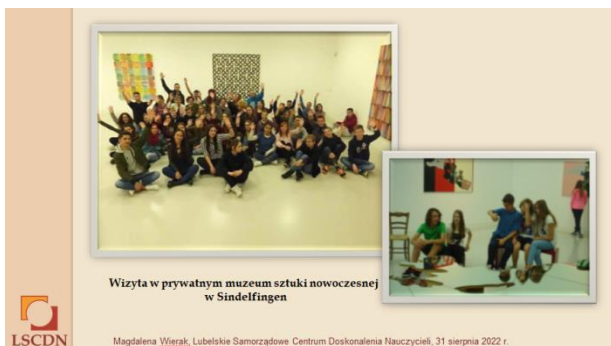 Wizyta w prywatnym muzeum sztuki nowoczesnej
w Sindelfingen
LSCDN
Magdalena Wierak, Lubelskie Samorządowe Centrum Doskonalenia Nauczycieli, 31 sierpnia 2022 r.